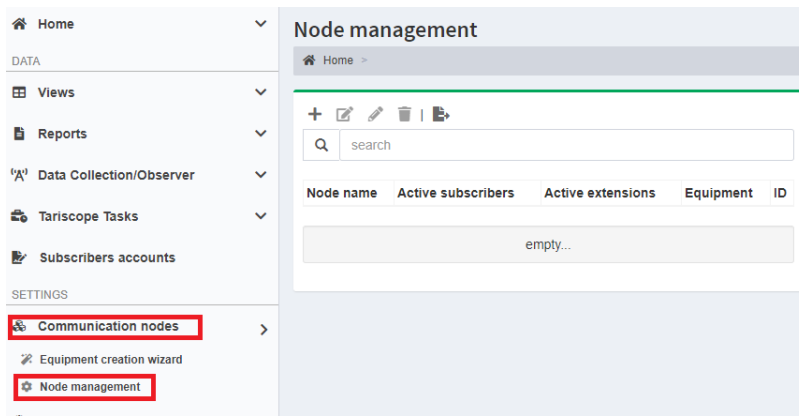 Home
DATA
Views
Reports
Data Collection/Observer
Tariscope Tasks
Subscribers accounts
SETTINGS
Communication nodes
Equipment creation wizard
Node management
Node management
Home >
search
Node name Active subscribers Active extensions Equipment ID
empty...